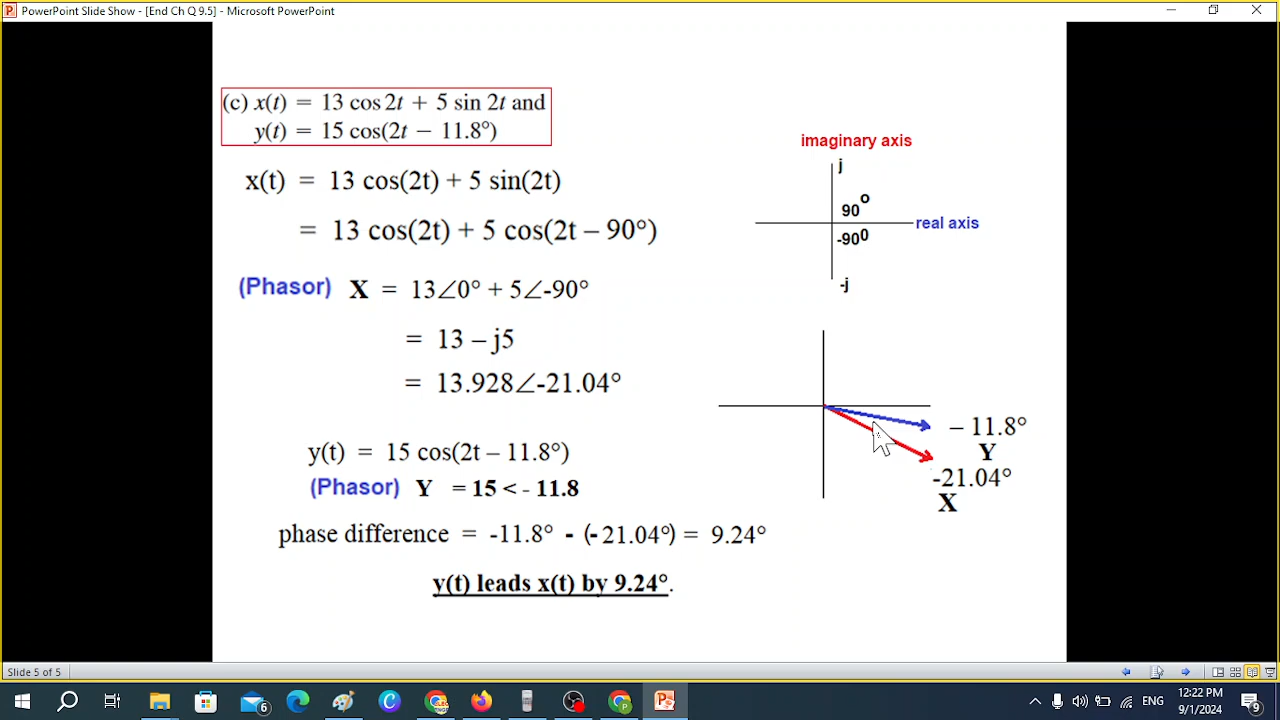 PowerPoint Slide Show - [End Ch Q 9.5] - Microsoft PowerPoint
(c) x(t) = 13 cos 2t + 5 sin 2t and
y(t) = 15 cos(2t − 11.8°)
x(t) = 13 cos(2t) + 5 sin(2t)
= 13 cos(2t) + 5 cos(2t – 90°)
(Phasor) X = 13∠0° + 5∠-90°
= 13 – j5
= 13.928∠-21.04°
y(t) = 15 cos(2t – 11.8°)
(Phasor) Y = 15 < - 11.8
phase difference = -11.8° - (-21.04°) = 9.24°
y(t) leads x(t) by 9.24°.
imaginary axis
j
90°
real axis
-90⁰
-j
– 11.8°
Y
-21.04°
X
Slide 5 of 5
6
ENG
12:22 PM
9/1/2024
9